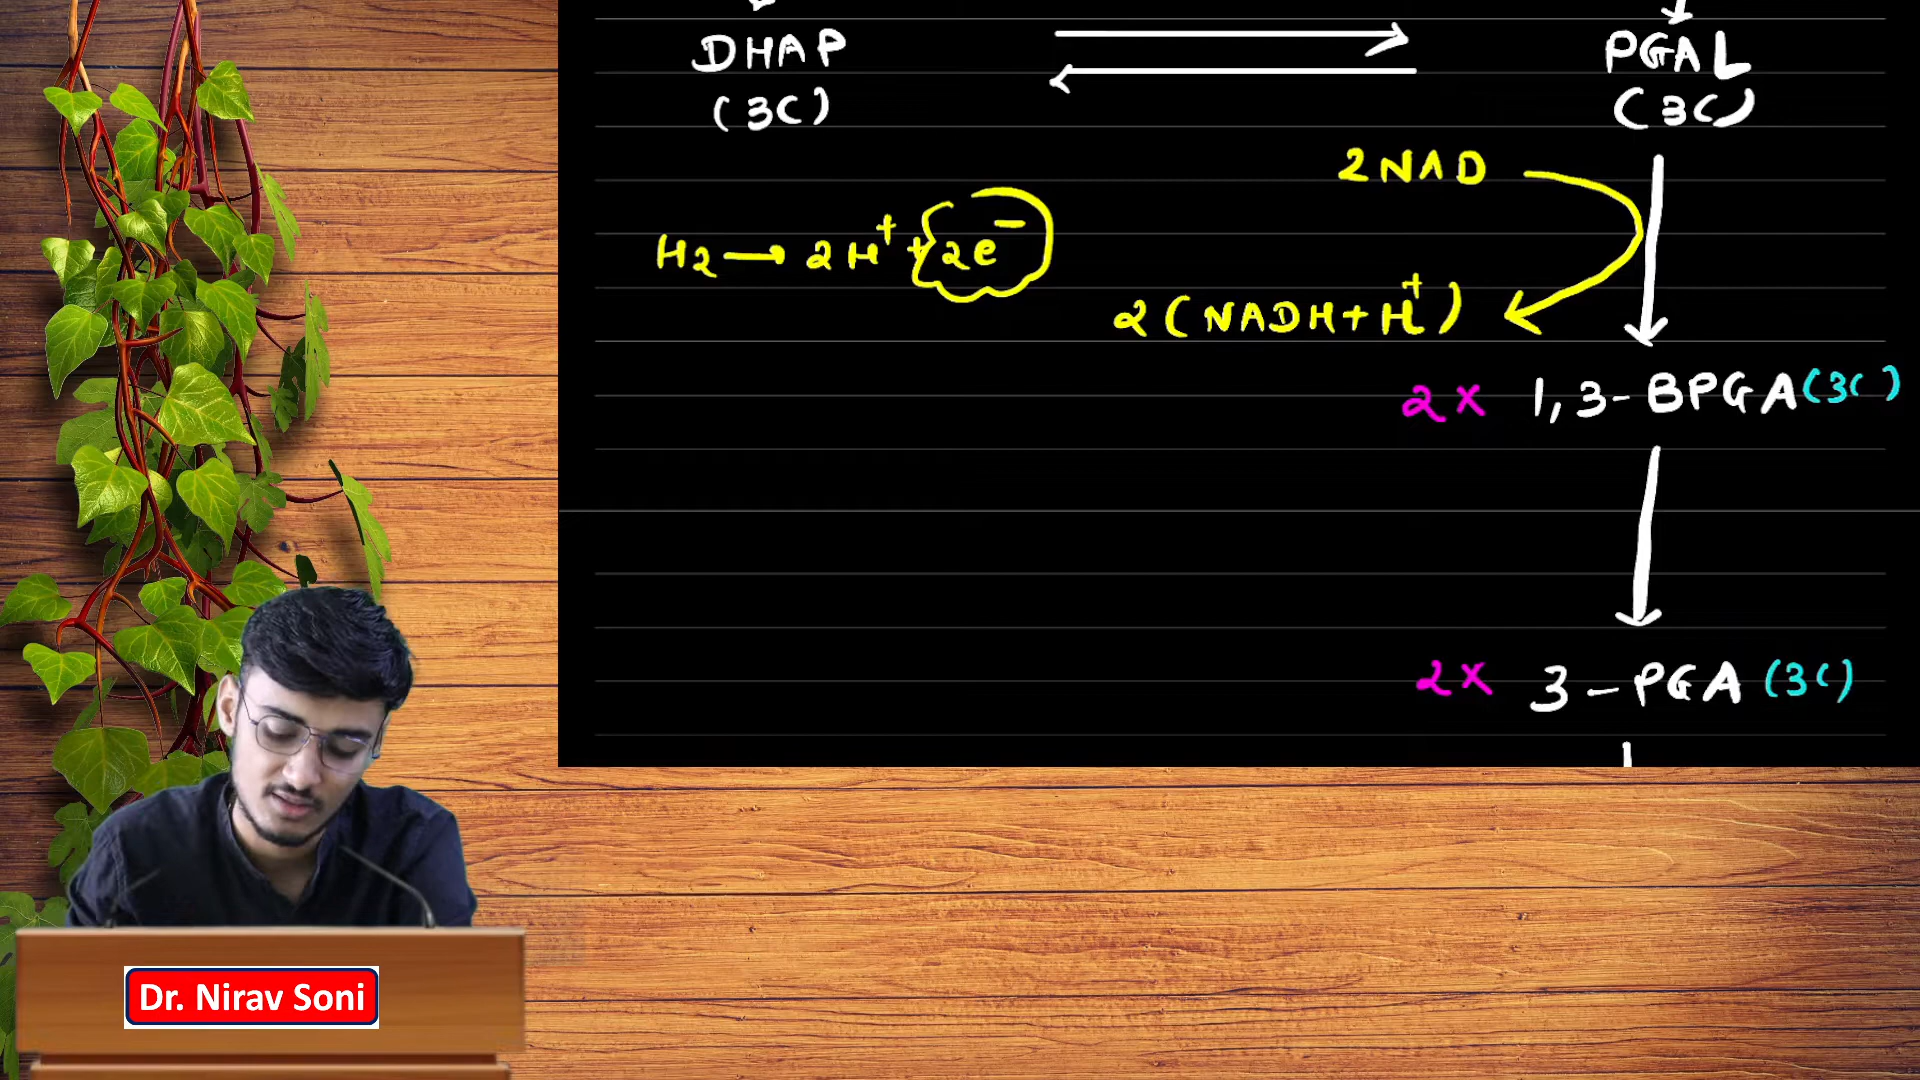 DHAP
(3C)
PGAL
(3C)
2NAD
H2 → 2H⁺ + 2e⁻
2(NADH+H⁺)
2x 1,3-BPGA(3C)
2x 3-PGA (3C)
Dr. Nirav Soni